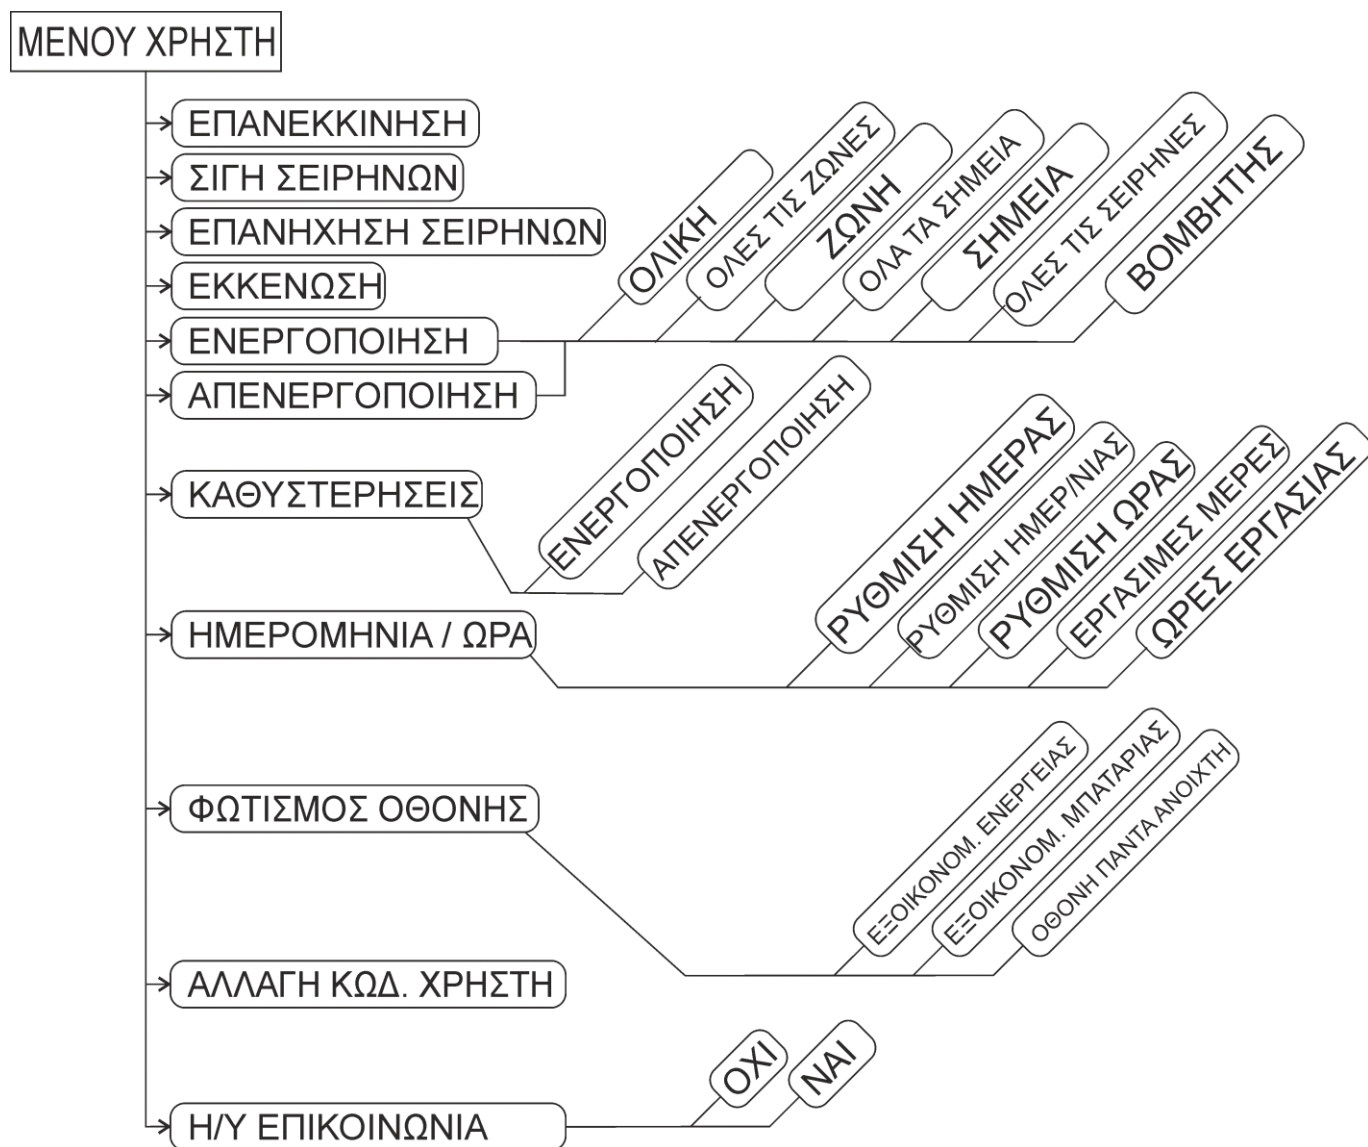 ΜΕΝΟΥ ΧΡΗΣΤΗ
ΕΠΑΝΕΚΚΙΝΗΣΗ
ΣΙΓΗ ΣΕΙΡΗΝΩΝ
ΕΠΑΝΗΧΗΣΗ ΣΕΙΡΗΝΩΝ
ΕΚΚΕΝΩΣΗ
ΕΝΕΡΓΟΠΟΙΗΣΗ
ΑΠΕΝΕΡΓΟΠΟΙΗΣΗ
ΟΛΙΚΗ
ΟΛΕΣ ΤΙΣ ΖΩΝΕΣ
ΖΩΝΗ
ΟΛΑ ΤΑ ΣΗΜΕΙΑ
ΣΗΜΕΙΑ
ΟΛΕΣ ΤΙΣ ΣΕΙΡΗΝΕΣ
ΒΟΜΒΗΤΗΣ
ΚΑΘΥΣΤΕΡΗΣΕΙΣ
ΕΝΕΡΓΟΠΟΙΗΣΗ
ΑΠΕΝΕΡΓΟΠΟΙΗΣΗ
ΗΜΕΡΟΜΗΝΙΑ / ΩΡΑ
ΡΥΘΜΙΣΗ ΗΜΕΡΑΣ
ΡΥΘΜΙΣΗ ΗΜΕΡ/ΝΙΑΣ
ΡΥΘΜΙΣΗ ΩΡΑΣ
ΕΡΓΑΣΙΜΕΣ ΜΕΡΕΣ
ΩΡΕΣ ΕΡΓΑΣΙΑΣ
ΦΩΤΙΣΜΟΣ ΟΘΟΝΗΣ
ΕΞΟΙΚΟΝΟΜ. ΕΝΕΡΓΕΙΑΣ
ΕΞΟΙΚΟΝΟΜ. ΜΠΑΤΑΡΙΑΣ
ΟΘΟΝΗ ΠΑΝΤΑ ΑΝΟΙΧΤΗ
ΑΛΛΑΓΗ ΚΩΔ. ΧΡΗΣΤΗ
Η/Υ ΕΠΙΚΟΙΝΩΝΙΑ
ΟΧΙ
ΝΑΙ